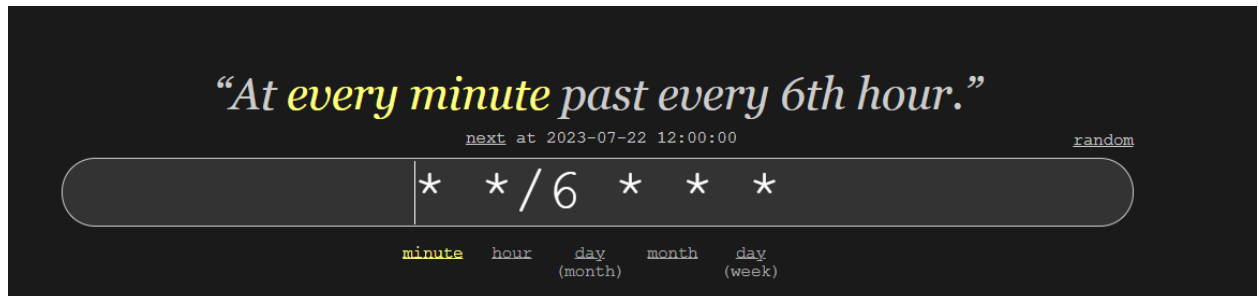 “At every minute past every 6th hour.”
next at 2023-07-22 12:00:00
random
* */6 * * *
minute hour day month day
(month) (week)